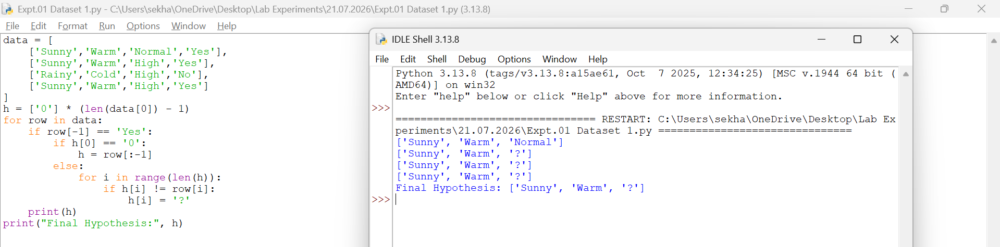 Expt.01 Dataset 1.py - C:\Users\sekha\OneDrive\Desktop\Lab Experiments\21.07.2026\Expt.01 Dataset 1.py (3.13.8)
File Edit Format Run Options Window Help
data = [
    ['Sunny','Warm','Normal','Yes'],
    ['Sunny','Warm','High','Yes'],
    ['Rainy','Cold','High','No'],
    ['Sunny','Warm','High','Yes']
]
h = ['0'] * (len(data[0]) - 1)
for row in data:
    if row[-1] == 'Yes':
        if h[0] == '0':
            h = row[:-1]
        else:
            for i in range(len(h)):
                if h[i] != row[i]:
                    h[i] = '?'
    print(h)
print("Final Hypothesis:", h)
IDLE Shell 3.13.8
File Edit Shell Debug Options Window Help
Python 3.13.8 (tags/v3.13.8:a15ae61, Oct  7 2025, 12:34:25) [MSC v.1944 64 bit (
AMD64)] on win32
Enter "help" below or click "Help" above for more information.
>>>
================================ RESTART: C:\Users\sekha\OneDrive\Desktop\Lab Ex
periments\21.07.2026\Expt.01 Dataset 1.py ===============================
['Sunny', 'Warm', 'Normal']
['Sunny', 'Warm', '?']
['Sunny', 'Warm', '?']
['Sunny', 'Warm', '?']
Final Hypothesis: ['Sunny', 'Warm', '?']
>>>